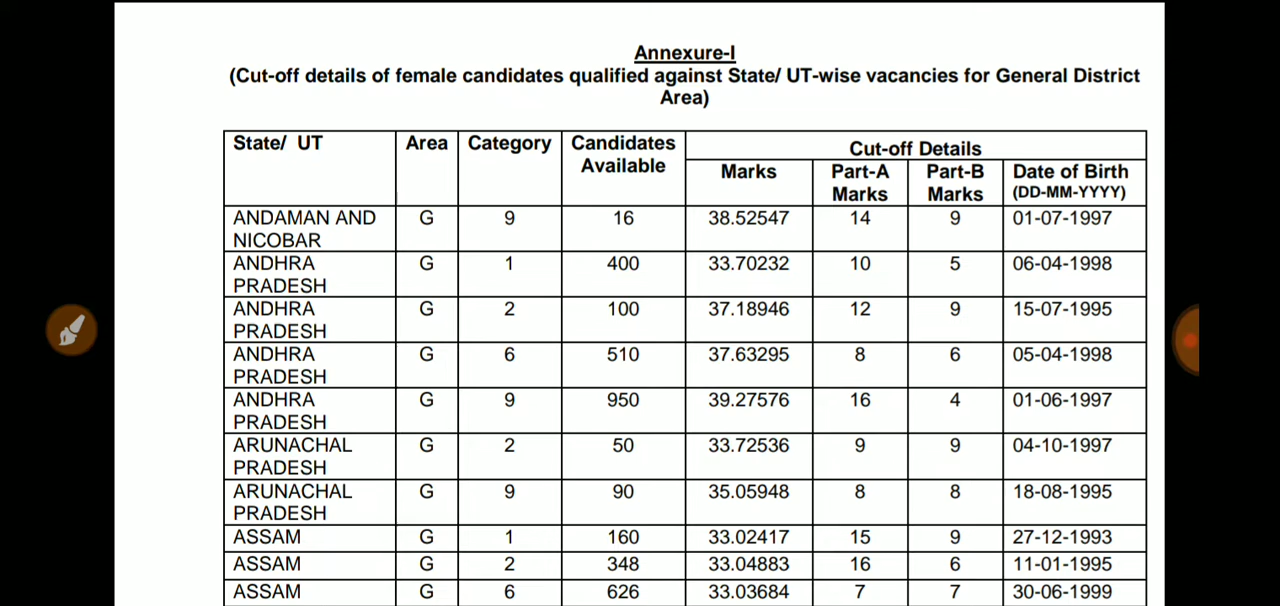 Annexure-I
(Cut-off details of female candidates qualified against State/ UT-wise vacancies for General District
Area)
State/ UT Area Category Candidates Available Cut-off Details
Marks Part-A Marks Part-B Marks Date of Birth (DD-MM-YYYY)
ANDAMAN AND NICOBAR G 9 16 38.52547 14 9 01-07-1997
ANDHRA PRADESH G 1 400 33.70232 10 5 06-04-1998
ANDHRA PRADESH G 2 100 37.18946 12 9 15-07-1995
ANDHRA PRADESH G 6 510 37.63295 8 6 05-04-1998
ANDHRA PRADESH G 9 950 39.27576 16 4 01-06-1997
ARUNACHAL PRADESH G 2 50 33.72536 9 9 04-10-1997
ARUNACHAL PRADESH G 9 90 35.05948 8 8 18-08-1995
ASSAM G 1 160 33.02417 15 9 27-12-1993
ASSAM G 2 348 33.04883 16 6 11-01-1995
ASSAM G 6 626 33.03684 7 7 30-06-1999